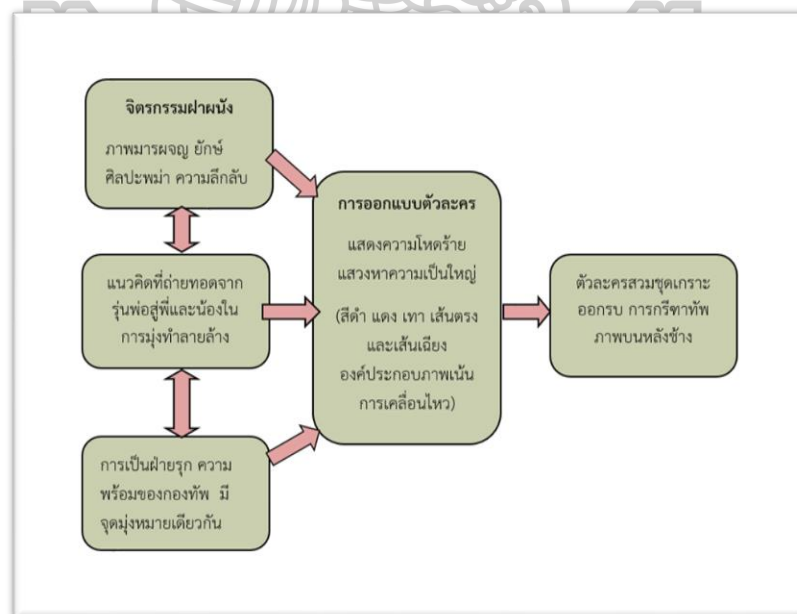 จิตรกรรมฝาผนัง
ภาพมารผจญ ยักษ์
ศิลปะพม่า ความลึกลับ
แนวคิดที่ถ่ายทอดจาก
รุ่นพ่อสู่พี่และน้องใน
การมุ่งทำลายล้าง
การเป็นฝ่ายรุก ความ
พร้อมของกองทัพ มี
จุดมุ่งหมายเดียวกัน
การออกแบบตัวละคร
แสดงความโหดร้าย
แสวงหาความเป็นใหญ่
(สีดำ แดง เทา เส้นตรง
และเส้นเฉียง
องค์ประกอบภาพเน้น
การเคลื่อนไหว)
ตัวละครสวมชุดเกราะ
ออกรบ การกรีฑาทัพ
ภาพบนหลังช้าง